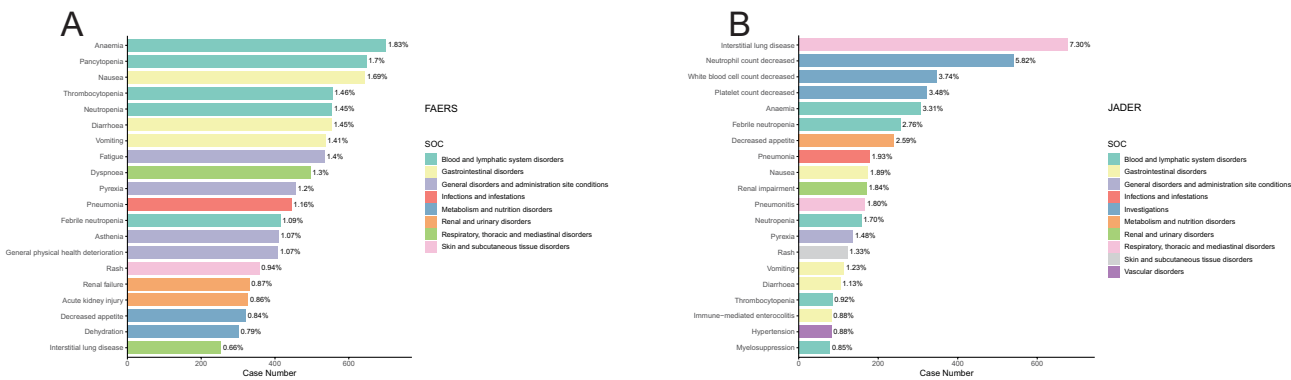 A
Anaemia 1.83%
Pancytopenia 1.7%
Nausea 1.69%
Thrombocytopenia 1.46%
Neutropenia 1.45%
Diarrhoea 1.45%
Vomiting 1.41%
Fatigue 1.4%
Dyspnoea 1.3%
Pyrexia 1.2%
Pneumonia 1.16%
Febrile neutropenia 1.09%
Asthenia 1.07%
General physical health deterioration 1.07%
Rash 0.94%
Renal failure 0.87%
Acute kidney injury 0.86%
Decreased appetite 0.84%
Dehydration 0.79%
Interstitial lung disease 0.66%
0 200 400 600
Case Number
FAERS
SOC
Blood and lymphatic system disorders
Gastrointestinal disorders
General disorders and administration site conditions
Infections and infestations
Metabolism and nutrition disorders
Renal and urinary disorders
Respiratory, thoracic and mediastinal disorders
Skin and subcutaneous tissue disorders
B
Interstitial lung disease 7.30%
Neutrophil count decreased 5.82%
White blood cell count decreased 3.74%
Platelet count decreased 3.48%
Anaemia 3.31%
Febrile neutropenia 2.76%
Decreased appetite 2.59%
Pneumonia 1.93%
Nausea 1.89%
Renal impairment 1.84%
Pneumonitis 1.80%
Neutropenia 1.70%
Pyrexia 1.48%
Rash 1.33%
Vomiting 1.23%
Diarrhoea 1.13%
Thrombocytopenia 0.92%
Immune−mediated enterocolitis 0.88%
Hypertension 0.88%
Myelosuppression 0.85%
0 200 400 600
Case Number
JADER
SOC
Blood and lymphatic system disorders
Gastrointestinal disorders
General disorders and administration site conditions
Infections and infestations
Investigations
Metabolism and nutrition disorders
Renal and urinary disorders
Respiratory, thoracic and mediastinal disorders
Skin and subcutaneous tissue disorders
Vascular disorders